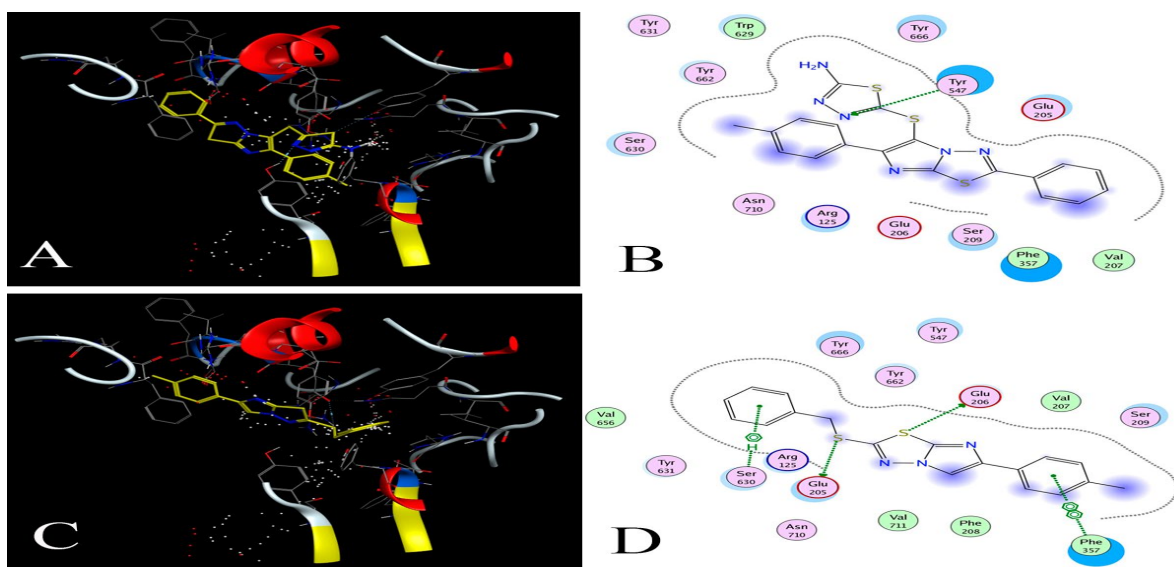 A
Tyr
631
Trp
629
Tyr
666
H₂N
S
Tyr
662
Tyr
547
N
N
Glu
205
S
Ser
630
N
N
N
S
Asn
710
Arg
125
Glu
206
Ser
209
Phe
357
Val
207
B
C
Tyr
547
Tyr
666
Tyr
662
Glu
206
Val
207
Val
656
Ser
209
S
S
N
Arg
125
N
N
Tyr
631
H
Ser
630
Glu
205
Asn
710
Val
711
Phe
208
Phe
357
D